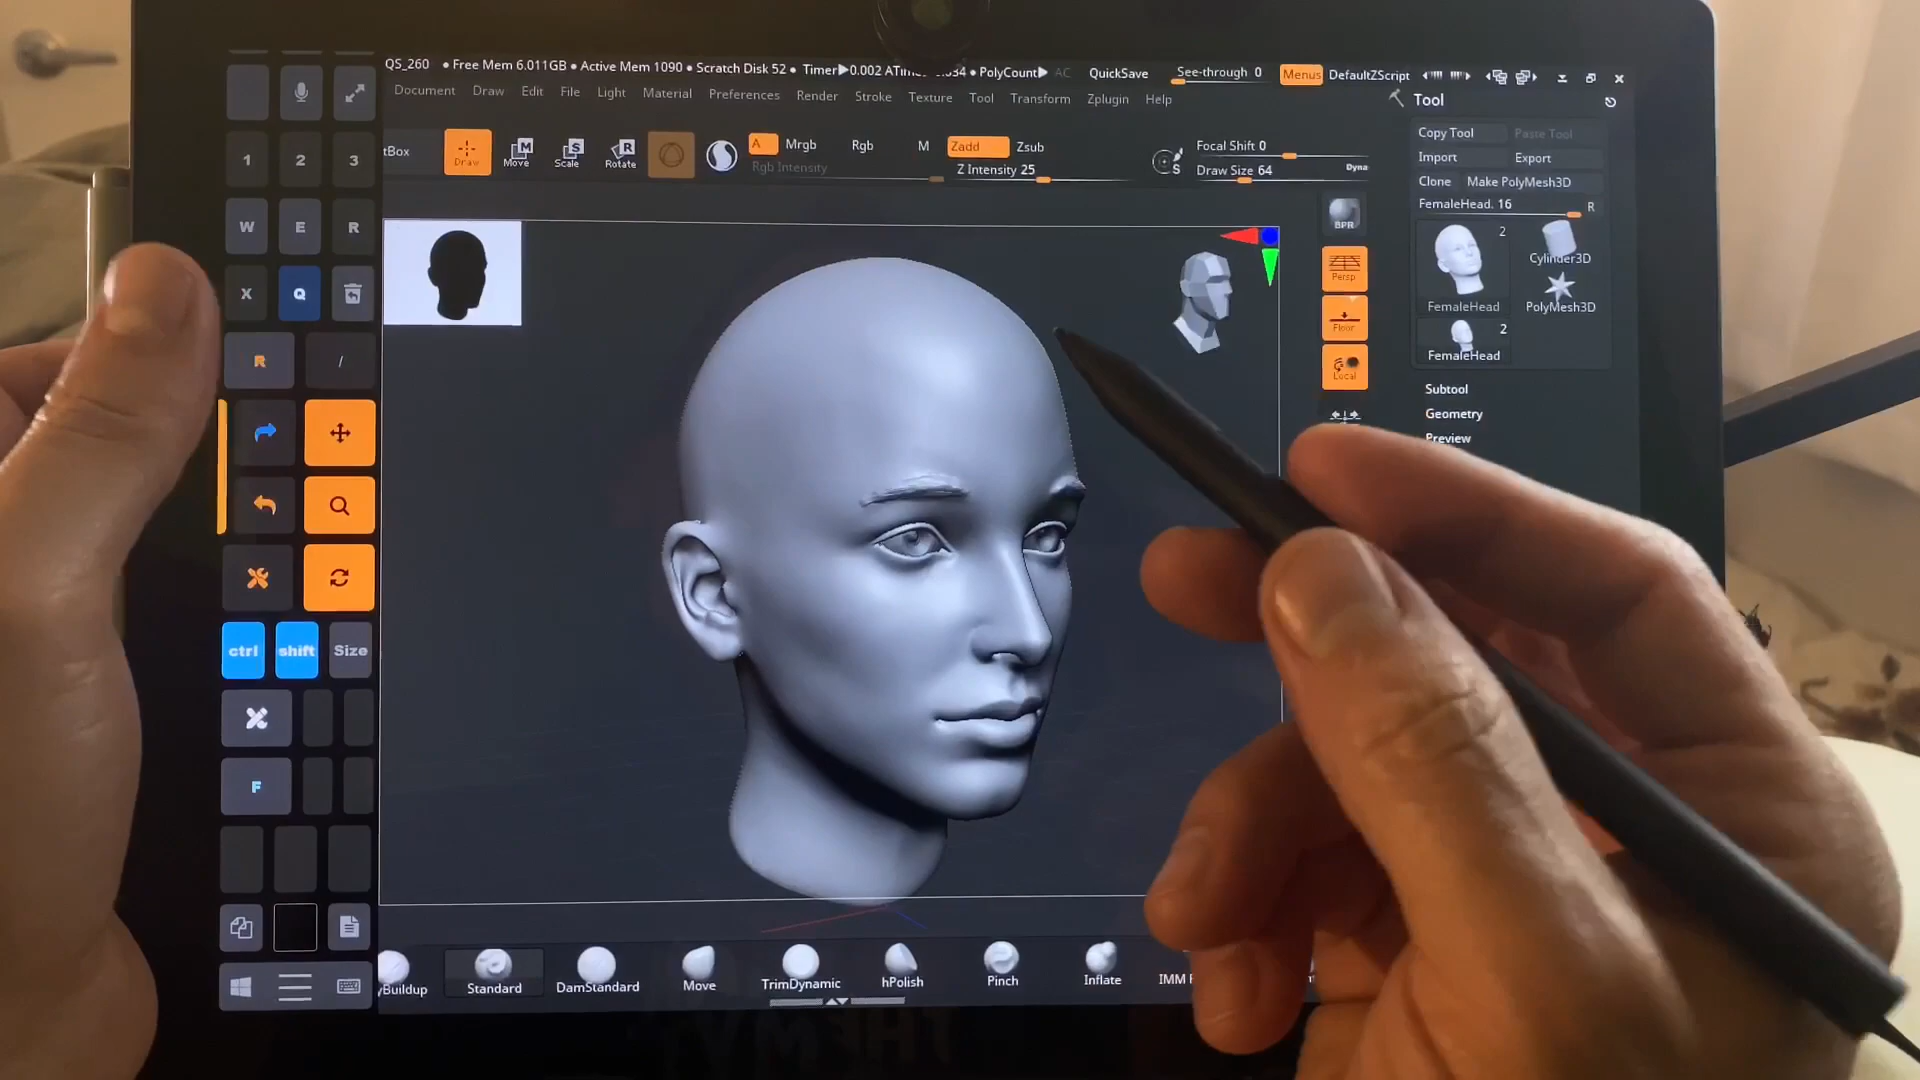 QS_260 • Free Mem 6.011GB • Active Mem 1090 • Scratch Disk 52 • Timer▶0.002 • PolyCount▶ AC QuickSave See-through 0 Menus DefaultZScript
Document Draw Edit File Light Material Preferences Render Stroke Texture Tool Transform Zplugin Help
Tool
Copy Tool Paste Tool
Import Export
Clone Make PolyMesh3D
FemaleHead. 16 R
2
Cylinder3D
FemaleHead PolyMesh3D
2
FemaleHead
Subtool
Geometry
Preview
Draw
Move
Scale
Rotate
M
S
R
A Mrgb Rgb M
Rgb Intensity
Zadd Zsub
Z Intensity 25
S
Focal Shift 0
Draw Size 64 Dyna
BPR
Persp
Floor
Local
1 2 3
W E R
X Q
R /
ctrl shift Size
F
Standard DamStandard Move TrimDynamic hPolish Pinch Inflate IMM